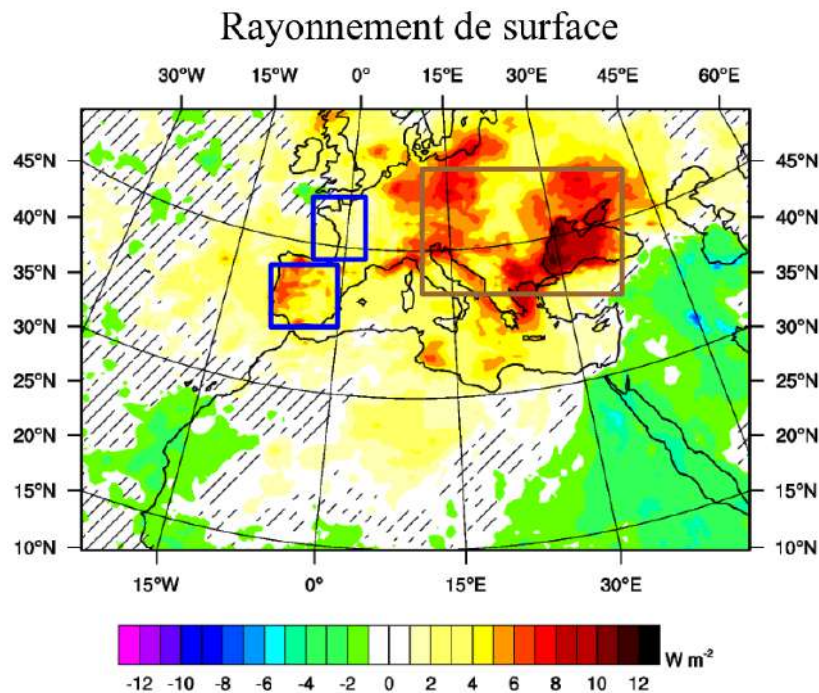 Rayonnement de surface
30°W 15°W 0° 15°E 30°E 45°E 60°E
45°N 45°N
40°N 40°N
35°N 35°N
30°N 30°N
25°N 25°N
20°N 20°N
15°N 15°N
10°N 10°N
15°W 0° 15°E 30°E
-12 -10 -8 -6 -4 -2 0 2 4 6 8 10 12 W m-2